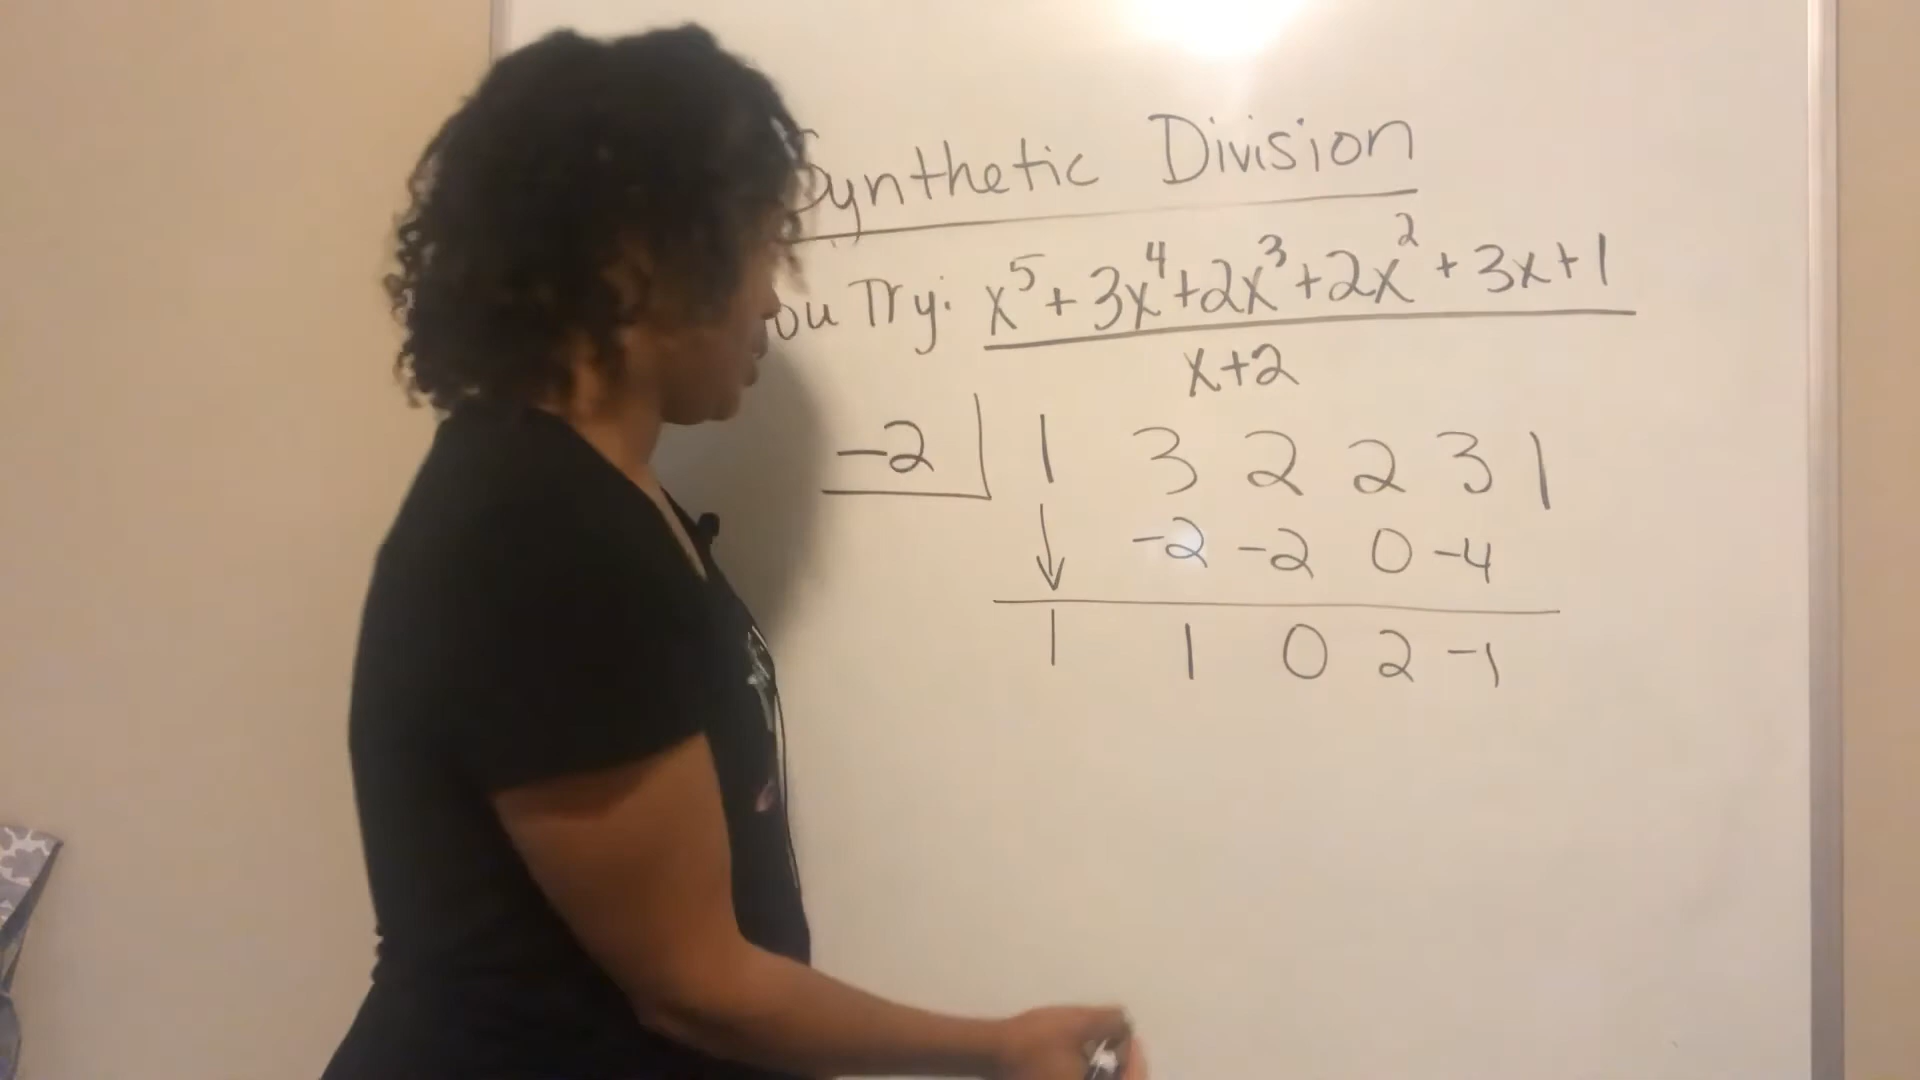 Synthetic Division
ou Try: x⁵+3x⁴+2x³+2x²+3x+1
x+2
-2 | 1 3 2 2 3 1
↓ -2 -2 0 -4
1 1 0 2 -1